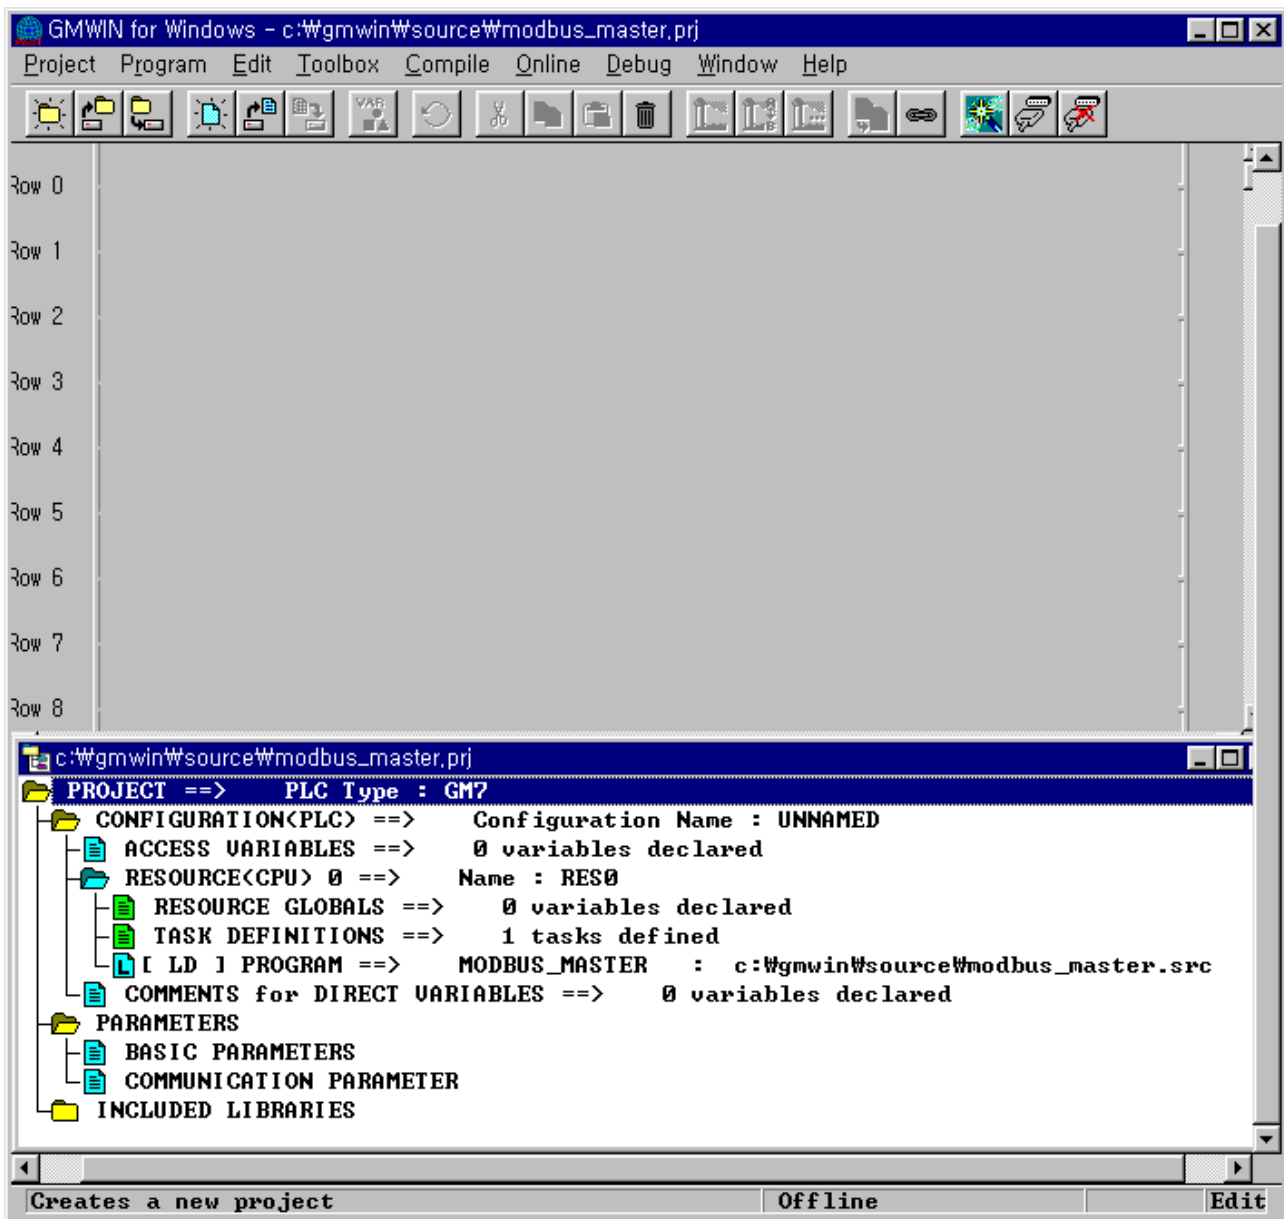 GMWIN for Windows - c:₩gmwin₩source₩modbus_master.prj
Project Program Edit Toolbox Compile Online Debug Window Help
VAR
Row 0
Row 1
Row 2
Row 3
Row 4
Row 5
Row 6
Row 7
Row 8
c:₩gmwin₩source₩modbus_master.prj
PROJECT ==> PLC Type : GM7
CONFIGURATION(PLC) ==> Configuration Name : UNNAMED
ACCESS VARIABLES ==> 0 variables declared
RESOURCE(CPU) 0 ==> Name : RES0
RESOURCE GLOBALS ==> 0 variables declared
TASK DEFINITIONS ==> 1 tasks defined
L [ LD ] PROGRAM ==> MODBUS_MASTER : c:₩gmwin₩source₩modbus_master.src
COMMENTS for DIRECT VARIABLES ==> 0 variables declared
PARAMETERS
BASIC PARAMETERS
COMMUNICATION PARAMETER
INCLUDED LIBRARIES
Creates a new project Offline Edit